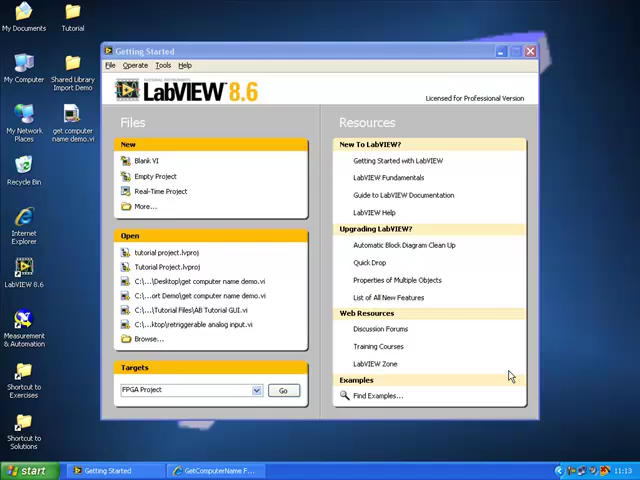 My Documents
Tutorial
My Computer
Shared Library
Import Demo
My Network
Places
get computer
name demo.vi
Recycle Bin
Internet
Explorer
LabVIEW 8.6
Measurement
& Automation
Shortcut to
Exercises
Shortcut to
Solutions
Getting Started
File Operate Tools Help
NATIONAL INSTRUMENTS
LabVIEW™ 8.6
Licensed for Professional Version
Files
New
Blank VI
Empty Project
Real-Time Project
More...
Open
tutorial project.lvproj
Tutorial Project.lvproj
C:\...\Desktop\get computer name demo.vi
C:\...ort Demo\get computer name demo.vi
C:\...\Tutorial Files\AB Tutorial GUI.vi
C:\...ktop\retriggerable analog input.vi
Browse...
Targets
FPGA Project
Go
Resources
New To LabVIEW?
Getting Started with LabVIEW
LabVIEW Fundamentals
Guide to LabVIEW Documentation
LabVIEW Help
Upgrading LabVIEW?
Automatic Block Diagram Clean Up
Quick Drop
Properties of Multiple Objects
List of All New Features
Web Resources
Discussion Forums
Training Courses
LabVIEW Zone
Examples
Find Examples...
start
Getting Started
GetComputerName F...
11:13